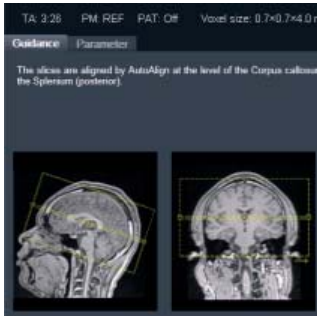 TA: 3:26 PM: REF PAT: Off Voxel size: 0.7×0.7×4.0
Guidance Parameter
The slices are aligned by AutoAlign at the level of the Corpus
the Splenium (posterior).